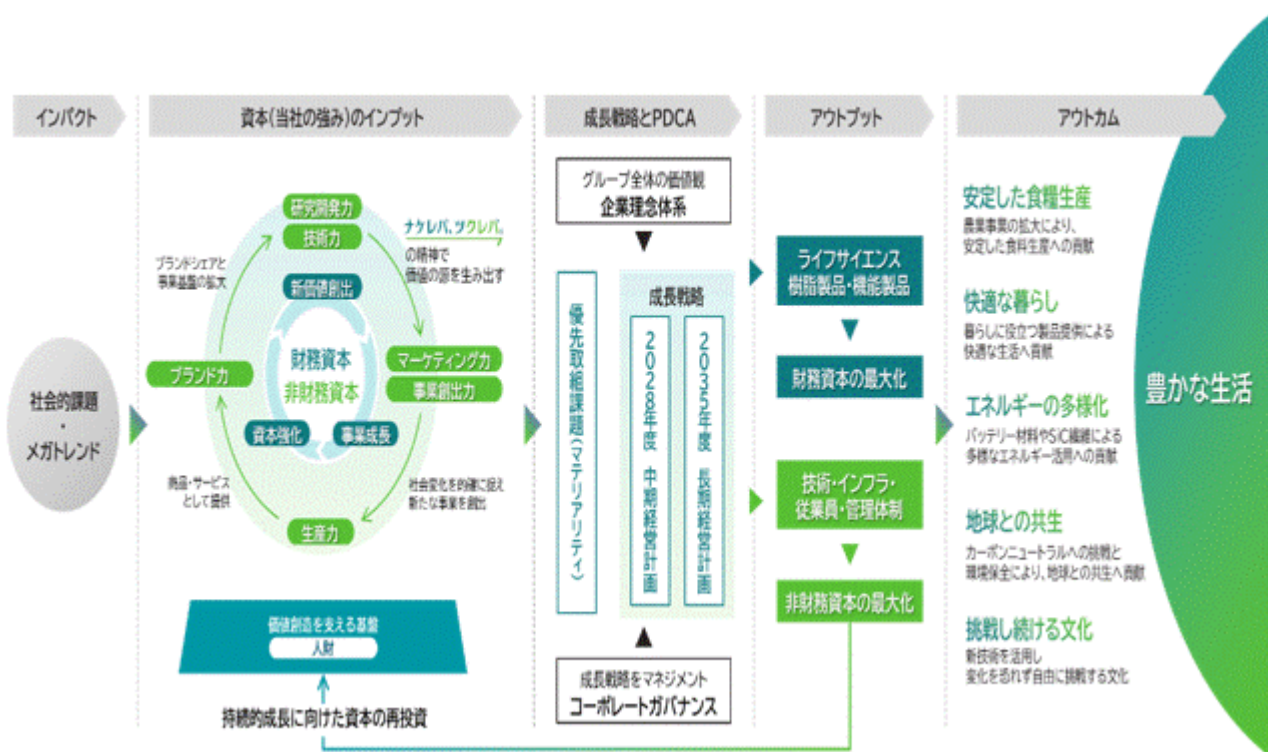 インパクト
資本(当社の強み)のインプット
成長戦略とPDCA
アウトプット
アウトカム
社会的課題
・
メガトレンド
研究開発力
技術力
ナケレバ、ツクレバ。
の精神で
価値の源を生み出す
ブランドシェアと
事業基盤の拡大
新価値創出
財務資本
非財務資本
ブランド力
マーケティング力
事業創出力
資本強化
事業成長
商品・サービス
として提供
社会変化を的確に捉え
新たな事業を創出
生産力
価値創造を支える基盤
人財
持続的成長に向けた資本の再投資
グループ全体の価値観
企業理念体系
優先取組課題(マテリアリティ)
成長戦略
2028年度 中期経営計画
2035年度 長期経営計画
成長戦略をマネジメント
コーポレートガバナンス
ライフサイエンス
樹脂製品・機能製品
財務資本の最大化
技術・インフラ・
従業員・管理体制
非財務資本の最大化
安定した食糧生産
農業事業の拡大により、
安定した食料生産への貢献
快適な暮らし
暮らしに役立つ製品提供による
快適な生活へ貢献
エネルギーの多様化
バッテリー材料やSiC繊維による
多様なエネルギー活用への貢献
地球との共生
カーボンニュートラルへの挑戦と
環境保全により、地球との共生へ貢献
挑戦し続ける文化
新技術を活用し
変化を恐れず自由に挑戦する文化
豊かな生活